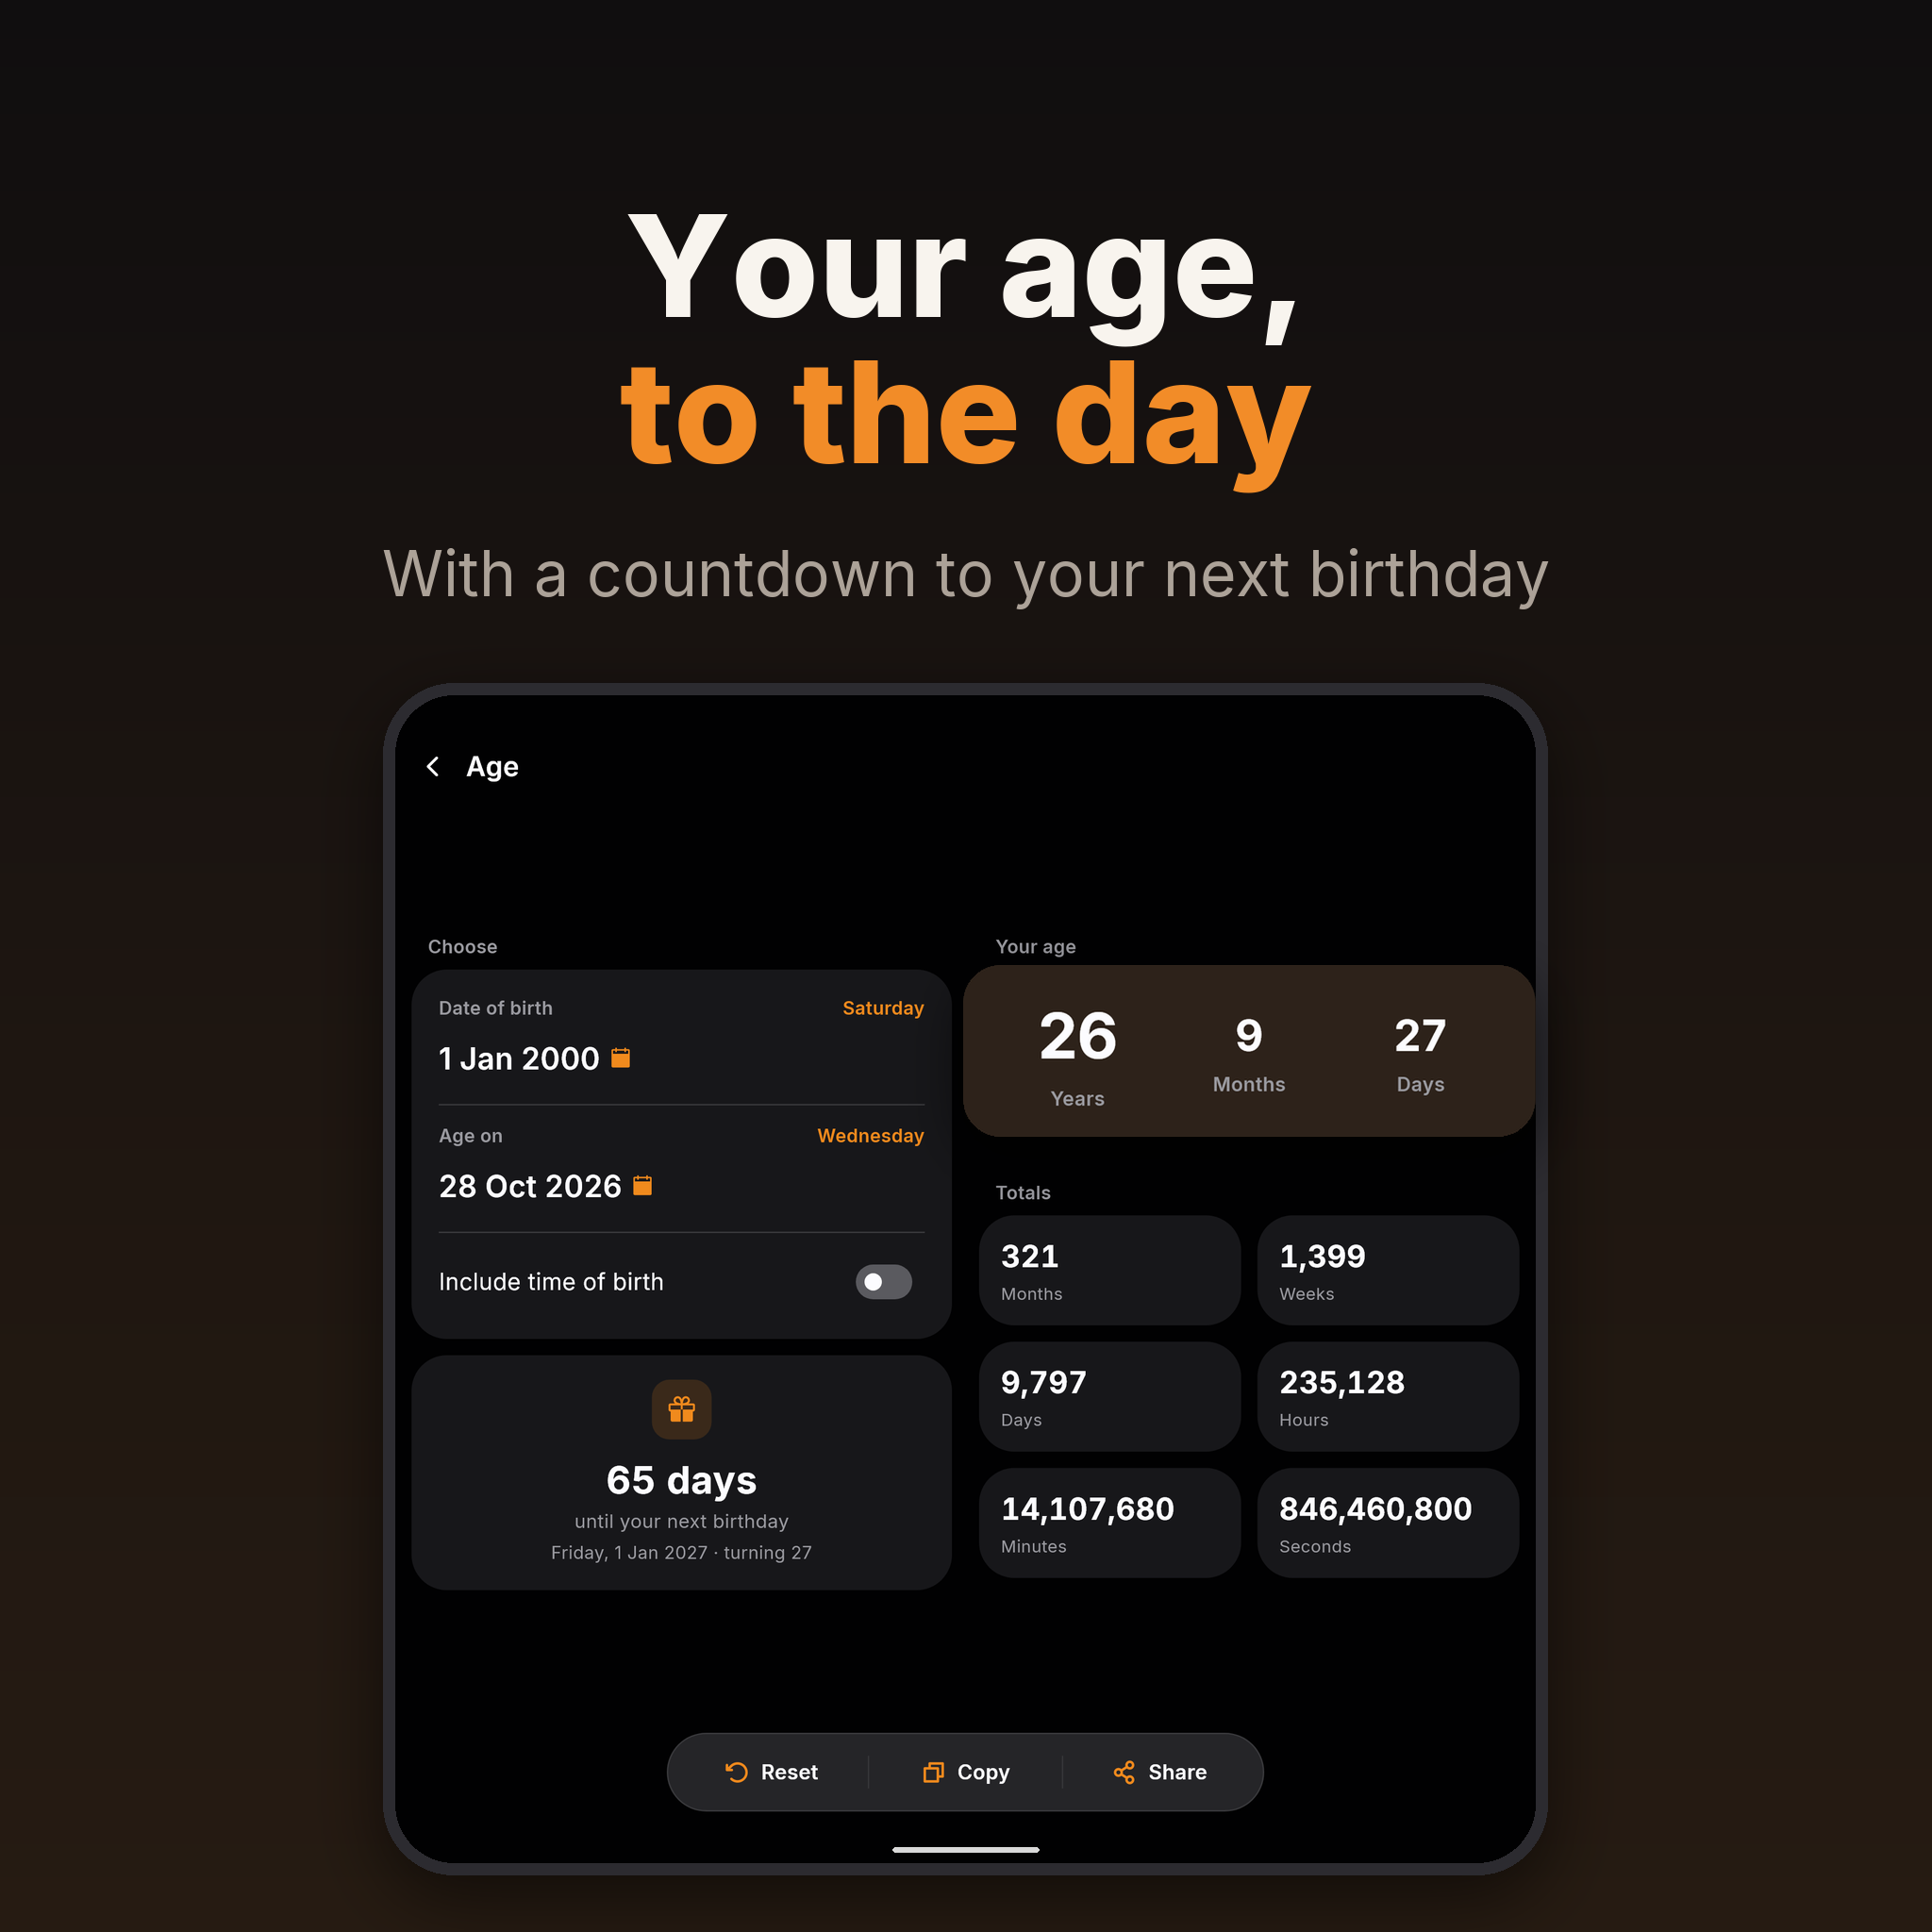 Your age,
to the day
With a countdown to your next birthday
Age
Choose
Date of birth Saturday
1 Jan 2000
Age on Wednesday
28 Oct 2026
Include time of birth
65 days
until your next birthday
Friday, 1 Jan 2027 · turning 27
Your age
26 9 27
Years Months Days
Totals
321 1,399
Months Weeks
9,797 235,128
Days Hours
14,107,680 846,460,800
Minutes Seconds
Reset Copy Share